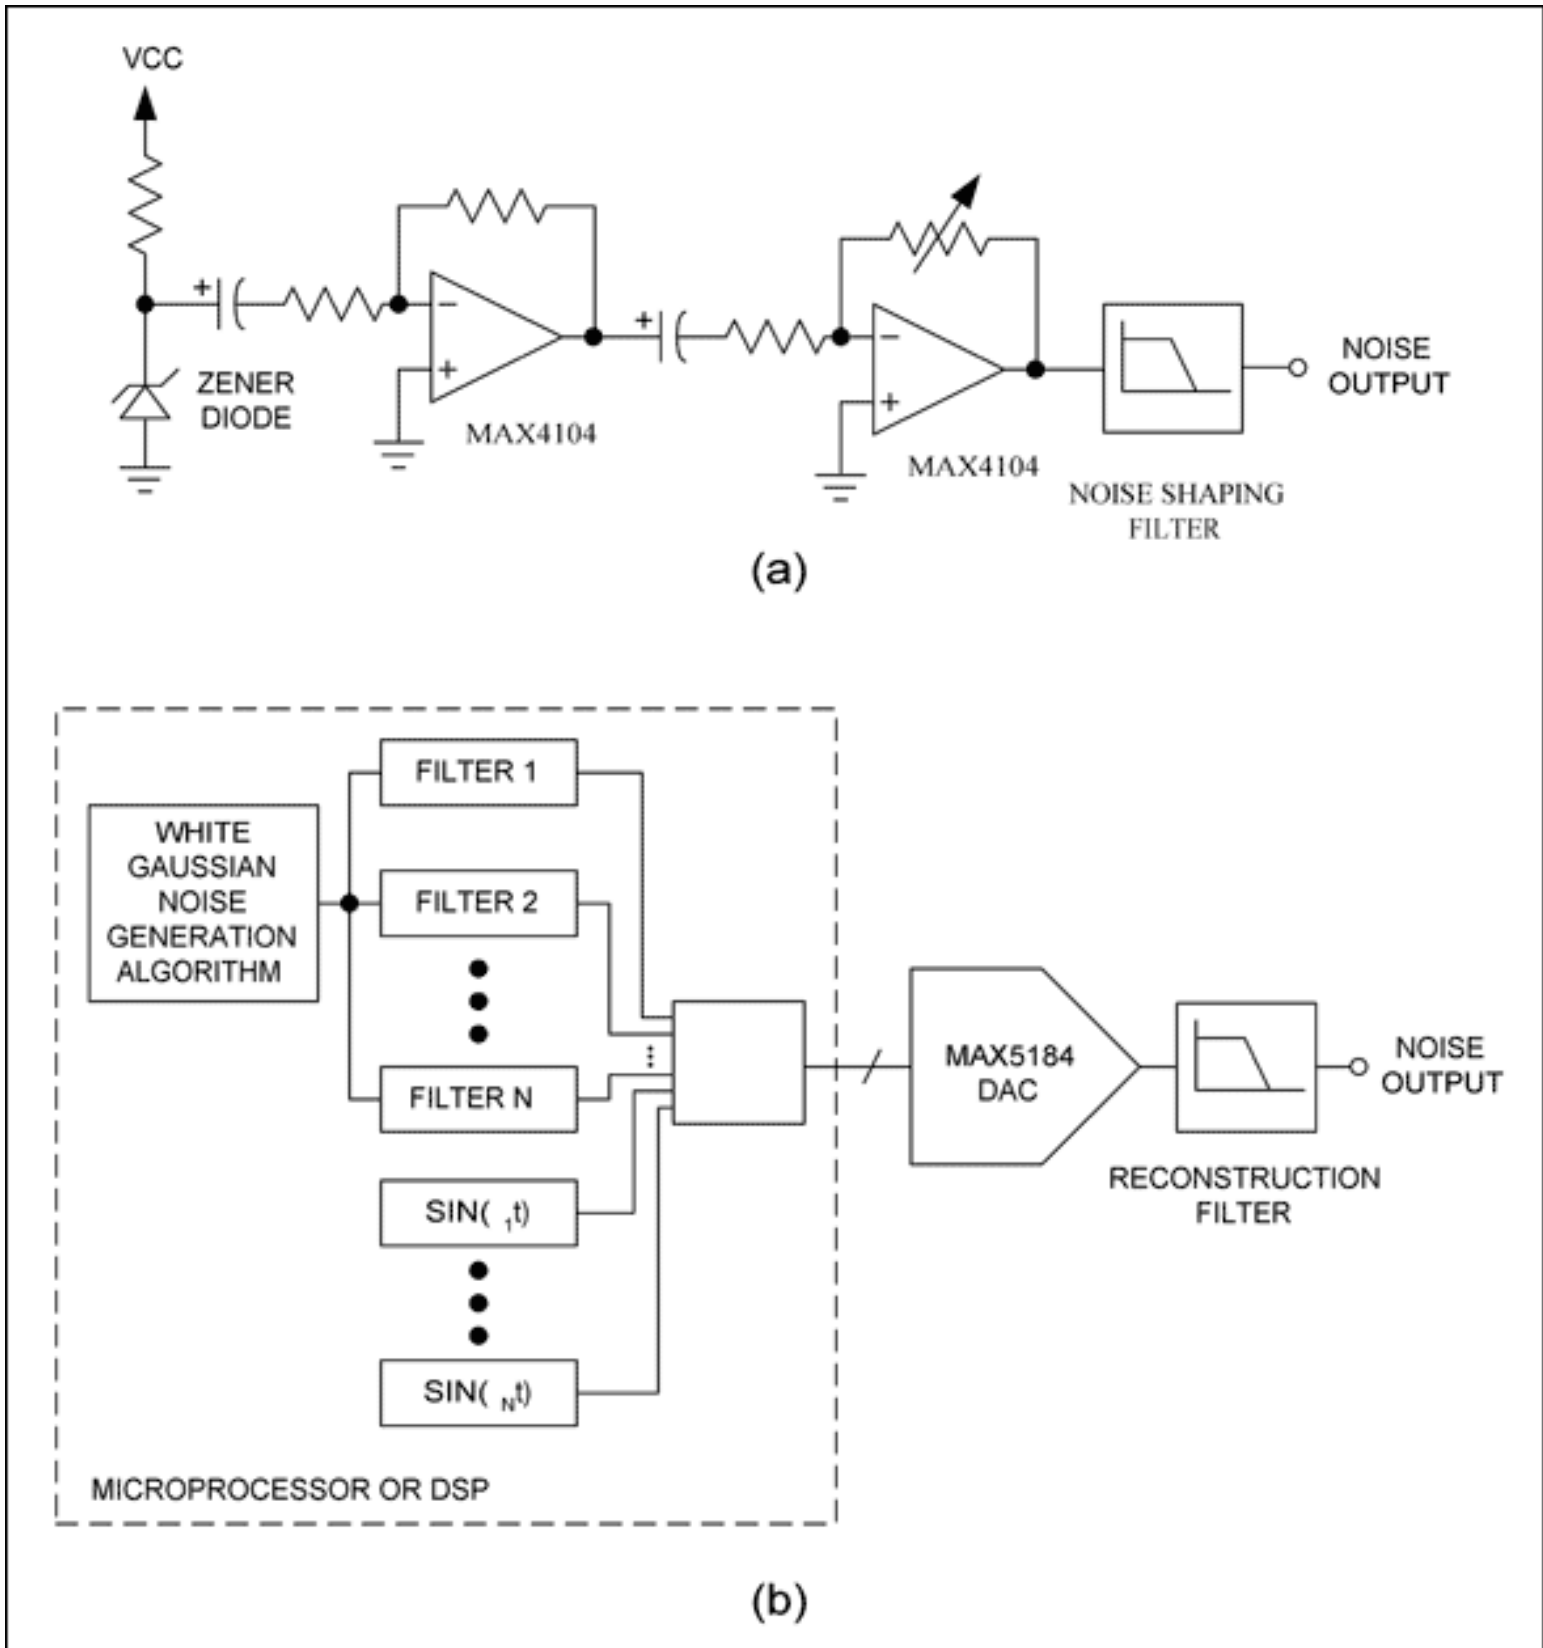 VCC
ZENER
DIODE
+
−
+
MAX4104
+
−
+
MAX4104
NOISE SHAPING
FILTER
NOISE
OUTPUT
(a)
WHITE
GAUSSIAN
NOISE
GENERATION
ALGORITHM
FILTER 1
FILTER 2
FILTER N
SIN( 1t)
SIN( Nt)
MICROPROCESSOR OR DSP
MAX5184
DAC
RECONSTRUCTION
FILTER
NOISE
OUTPUT
(b)